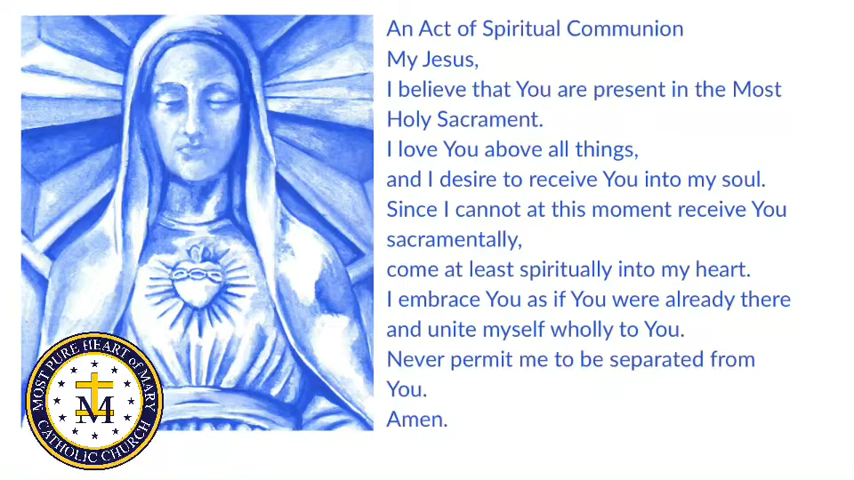 An Act of Spiritual Communion
My Jesus,
I believe that You are present in the Most
Holy Sacrament.
I love You above all things,
and I desire to receive You into my soul.
Since I cannot at this moment receive You
sacramentally,
come at least spiritually into my heart.
I embrace You as if You were already there
and unite myself wholly to You.
Never permit me to be separated from
You.
Amen.
MOST PURE HEART of MARY
M
CATHOLIC CHURCH